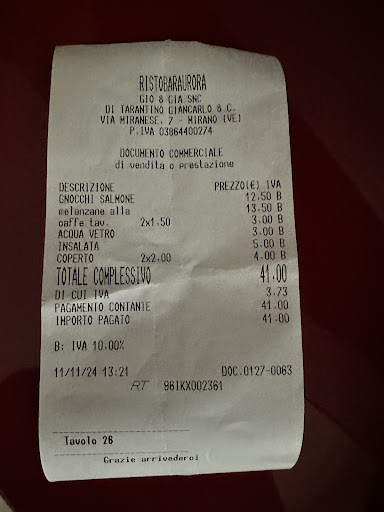 RISTOBARAURORA
GIO & GIA SNC
DI TARANTINO GIANCARLO & C.
VIA MIRANESE, 7 - MIRANO (VE)
P.IVA 03864400274
DOCUMENTO COMMERCIALE
di vendita o prestazione
DESCRIZIONE PREZZO(€) IVA
GNOCCHI SALMONE 12,50 B
melanzane alla 13,50 B
caffe tav. 2x1,50 3,00 B
ACQUA VETRO 3,00 B
INSALATA 5,00 B
COPERTO 2x2,00 4,00 B
TOTALE COMPLESSIVO 41,00
DI CUI IVA 3,73
PAGAMENTO CONTANTE 41,00
IMPORTO PAGATO 41,00
B: IVA 10,00%
11/11/24 13:21 DOC.0127-0063
RT 96IKX002361
Tavolo 26
Grazie arrivederci